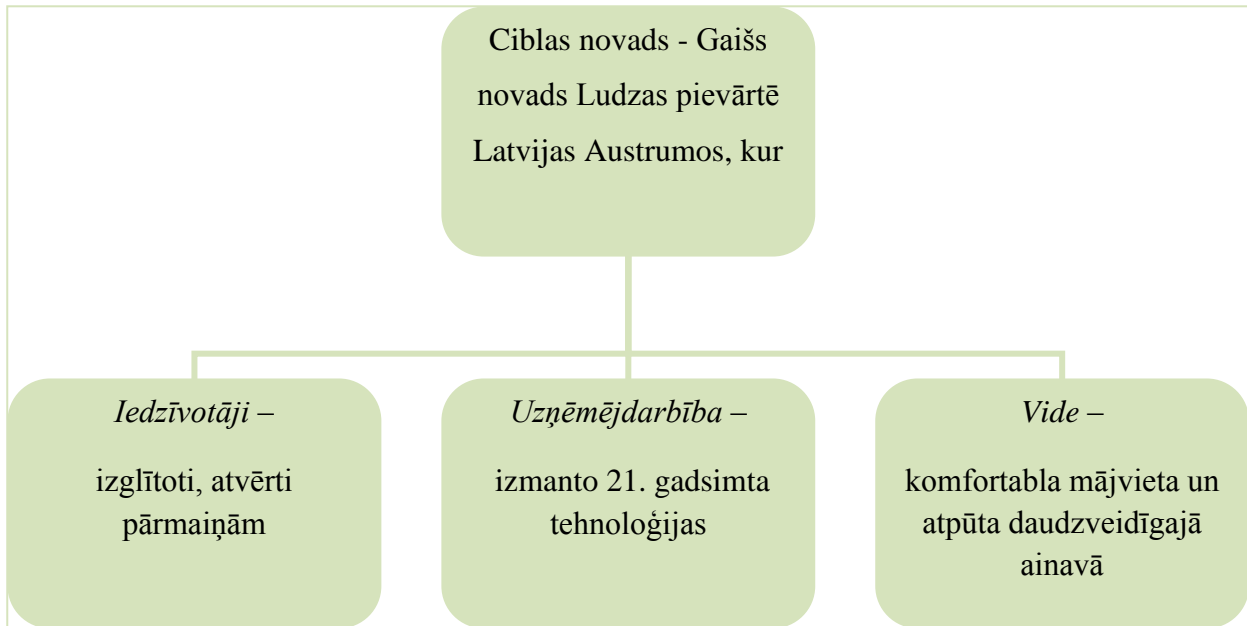 Ciblas novads - Gaišs
novads Ludzas pievārtē
Latvijas Austrumos, kur
Iedzīvotāji –
izglītoti, atvērti
pārmaiņām
Uzņēmējdarbība –
izmanto 21. gadsimta
tehnoloģijas
Vide –
komfortabla mājvieta un
atpūta daudzveidīgajā
ainavā